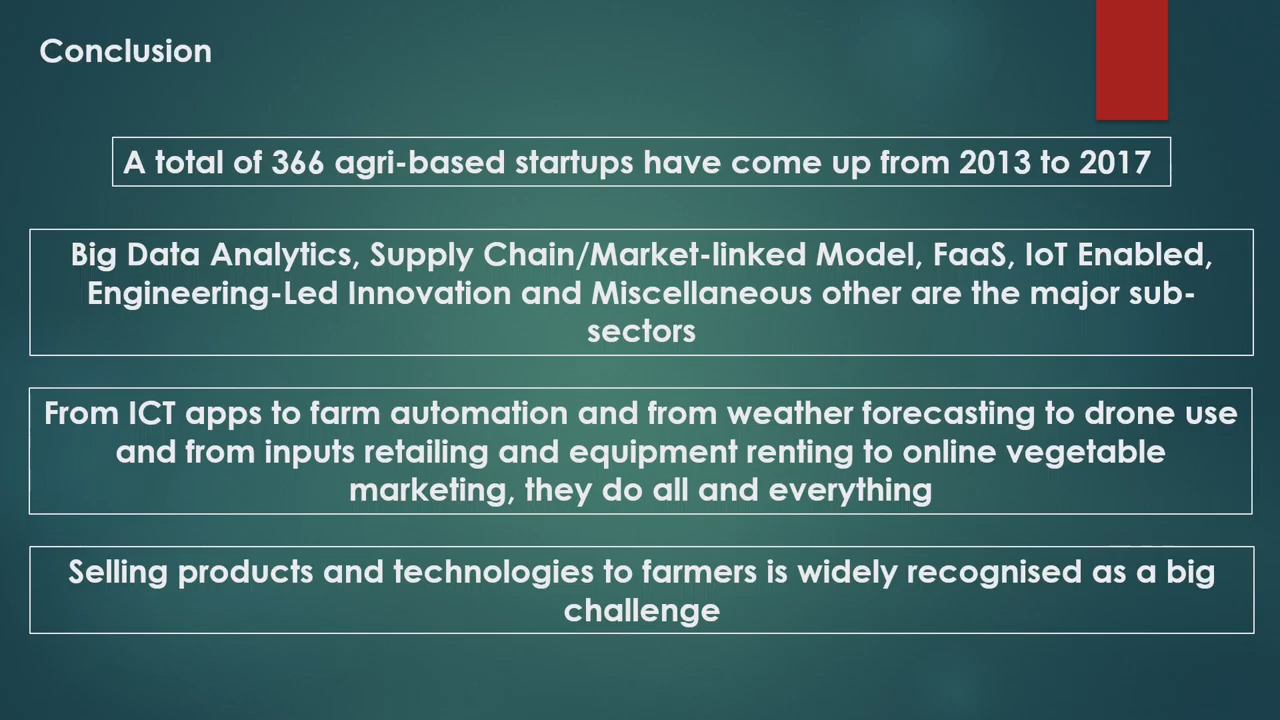 Conclusion
A total of 366 agri-based startups have come up from 2013 to 2017
Big Data Analytics, Supply Chain/Market-linked Model, FaaS, IoT Enabled,
Engineering-Led Innovation and Miscellaneous other are the major sub-
sectors
From ICT apps to farm automation and from weather forecasting to drone use
and from inputs retailing and equipment renting to online vegetable
marketing, they do all and everything
Selling products and technologies to farmers is widely recognised as a big
challenge